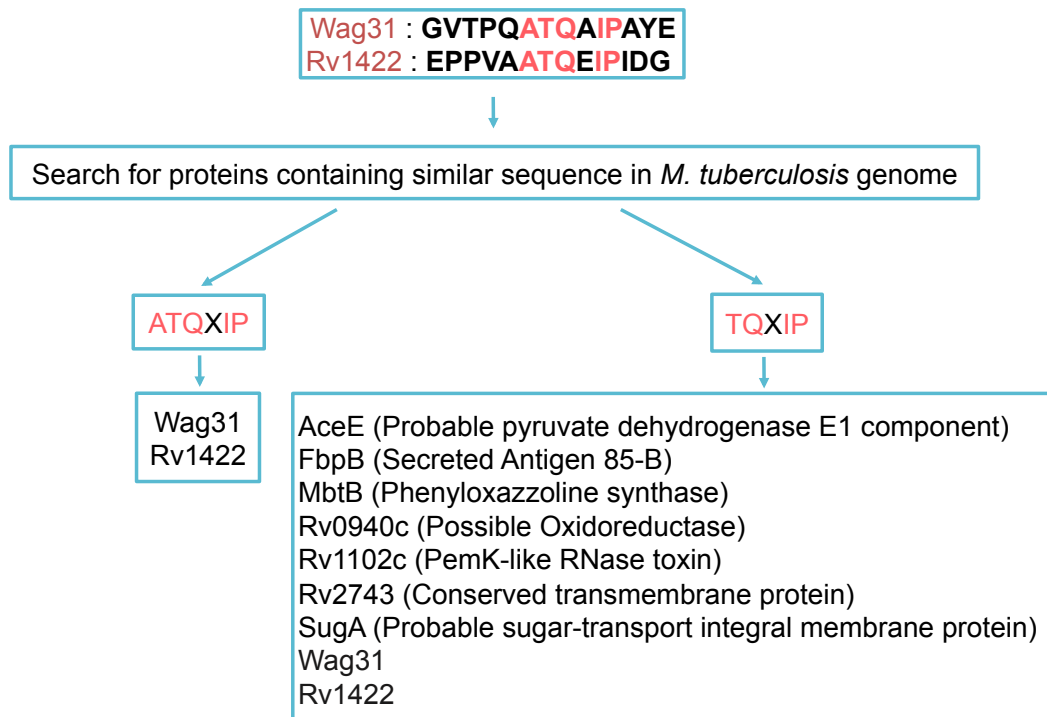 Wag31 : GVTPQATQAIPAYE
Rv1422 : EPPVAATQEIPIDG
Search for proteins containing similar sequence in M. tuberculosis genome
ATQXIP
TQXIP
Wag31
Rv1422
AceE (Probable pyruvate dehydrogenase E1 component)
FbpB (Secreted Antigen 85-B)
MbtB (Phenyloxazzoline synthase)
Rv0940c (Possible Oxidoreductase)
Rv1102c (PemK-like RNase toxin)
Rv2743 (Conserved transmembrane protein)
SugA (Probable sugar-transport integral membrane protein)
Wag31
Rv1422